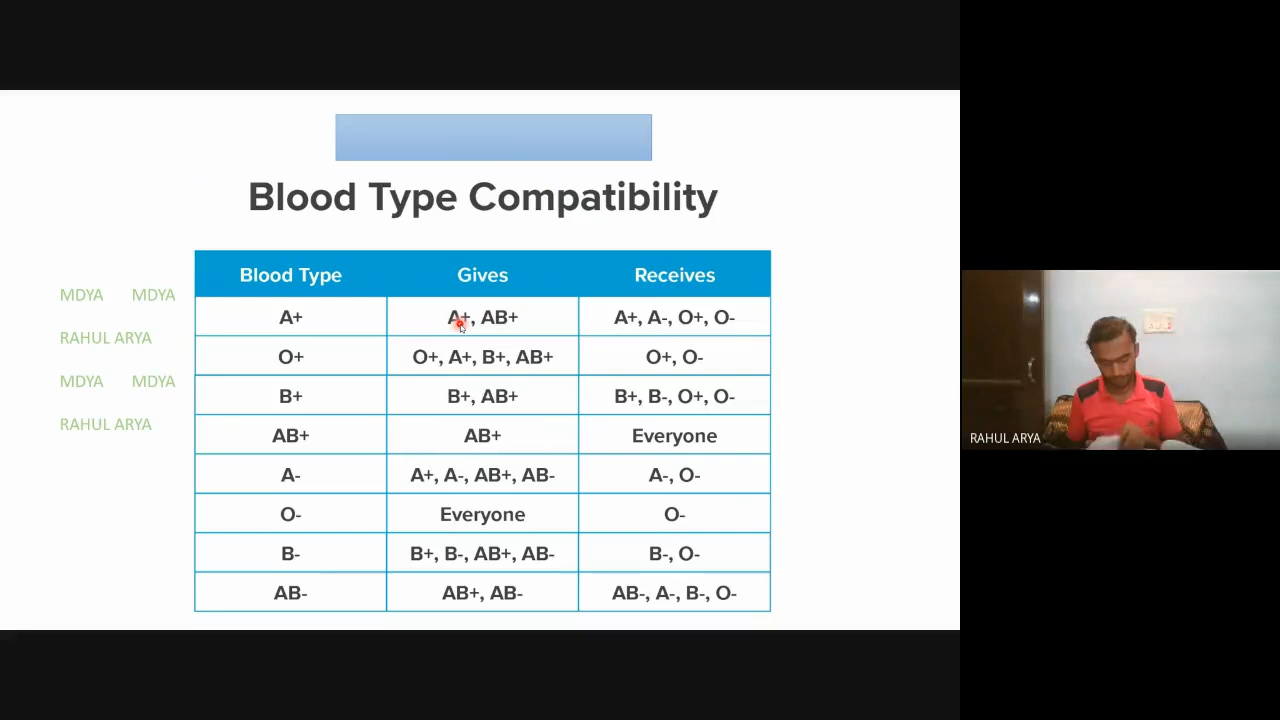 Blood Type Compatibility
Blood Type Gives Receives
A+ A+, AB+ A+, A-, O+, O-
O+ O+, A+, B+, AB+ O+, O-
B+ B+, AB+ B+, B-, O+, O-
AB+ AB+ Everyone
A- A+, A-, AB+, AB- A-, O-
O- Everyone O-
B- B+, B-, AB+, AB- B-, O-
AB- AB+, AB- AB-, A-, B-, O-
MDYA MDYA
RAHUL ARYA
MDYA MDYA
RAHUL ARYA
RAHUL ARYA